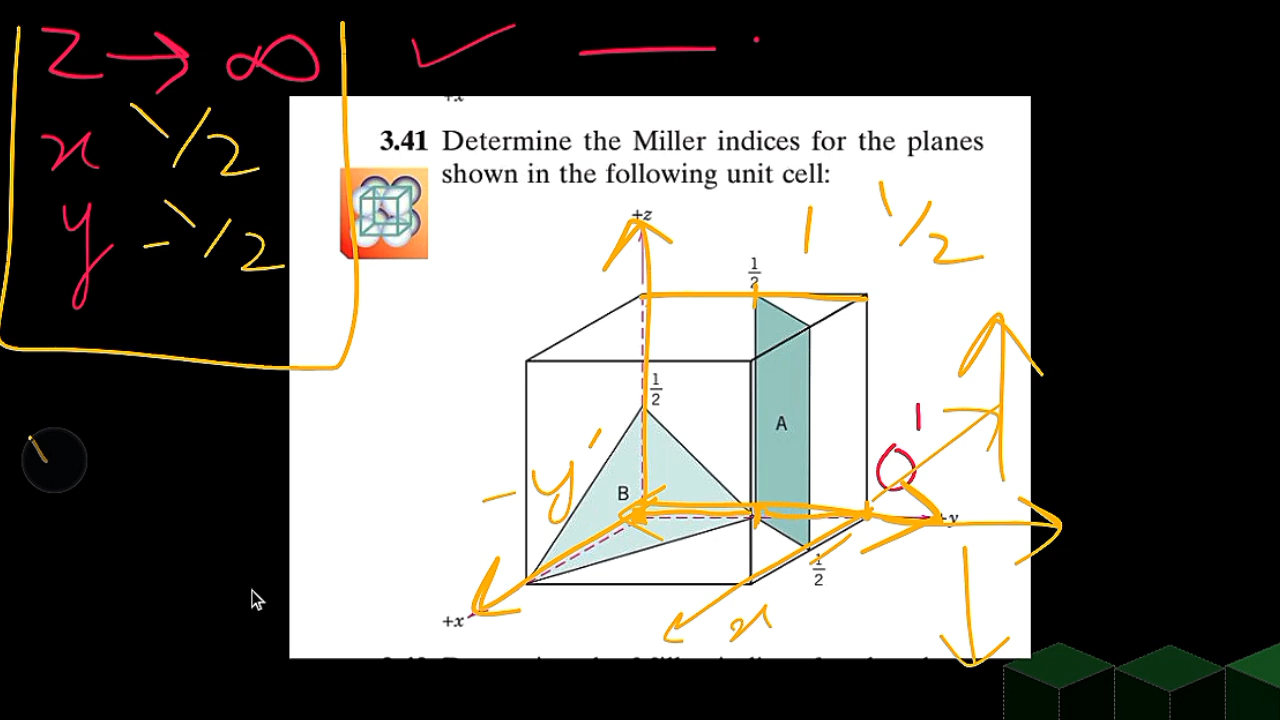 z → ∞ ✓ —
x 1/2
y -1/2
+x
3.41 Determine the Miller indices for the planes
shown in the following unit cell:
+z
1 1/2
1/2
1/2
A
1
B
-y'
O
+y
1/2
+x
x